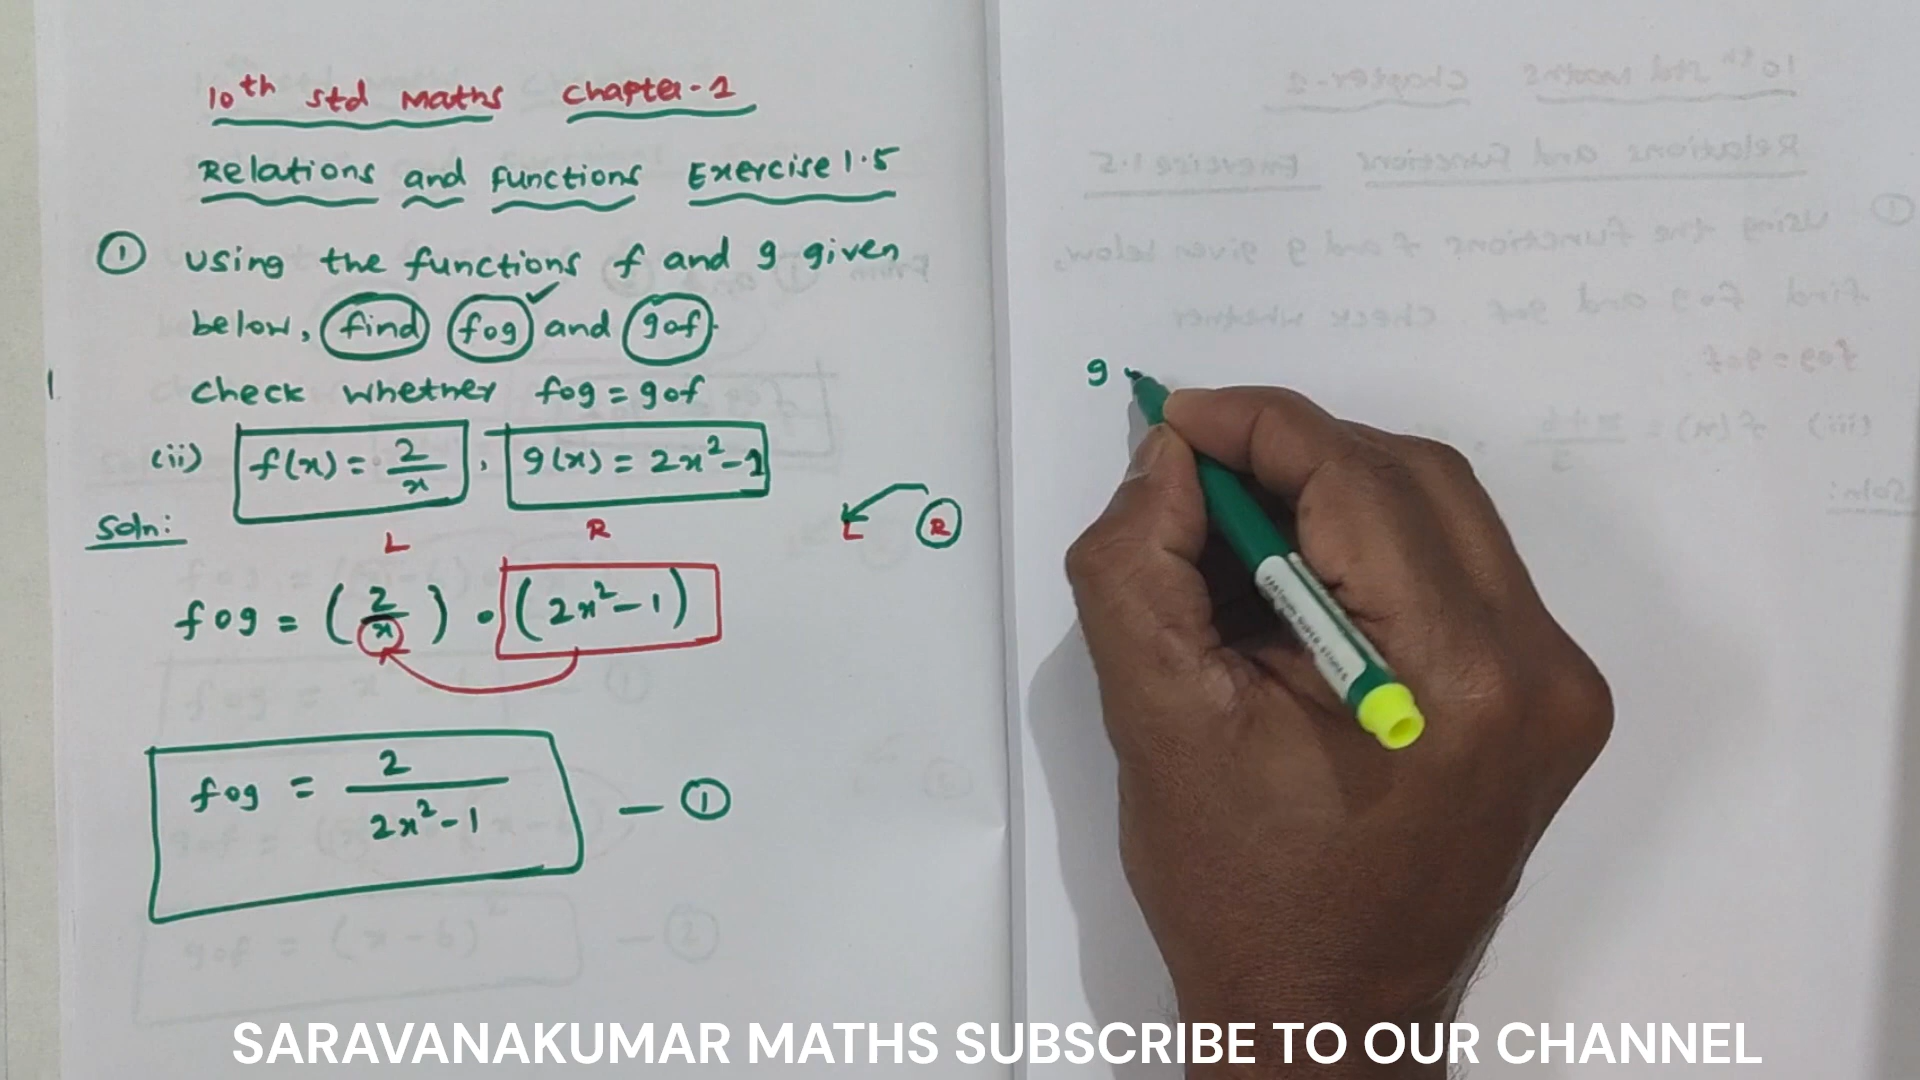 10th std Maths Chapter-1
Relations and functions Exercise 1.5
① using the functions f and g given
below, find fog and gof.
check whether fog = gof
(ii) f(x) = 2/x , g(x) = 2x²-1
Soln:
L R L R
fog = (2/x) ∘ (2x²-1)
fog = 2/(2x²-1) — ①
g
SARAVANAKUMAR MATHS SUBSCRIBE TO OUR CHANNEL